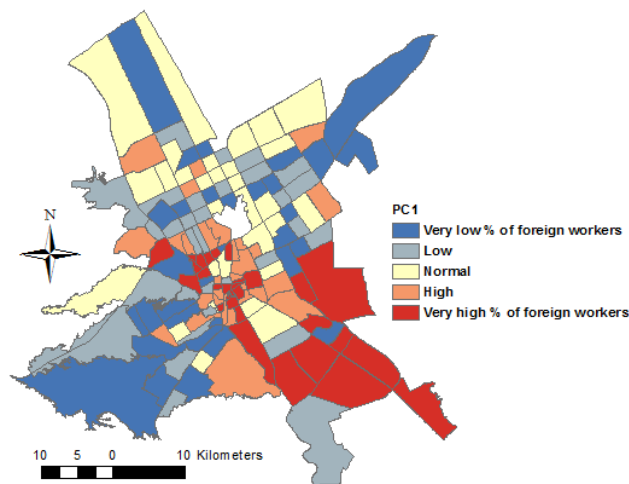 N
PC1
Very low % of foreign workers
Low
Normal
High
Very high % of foreign workers
10 5 0 10 Kilometers